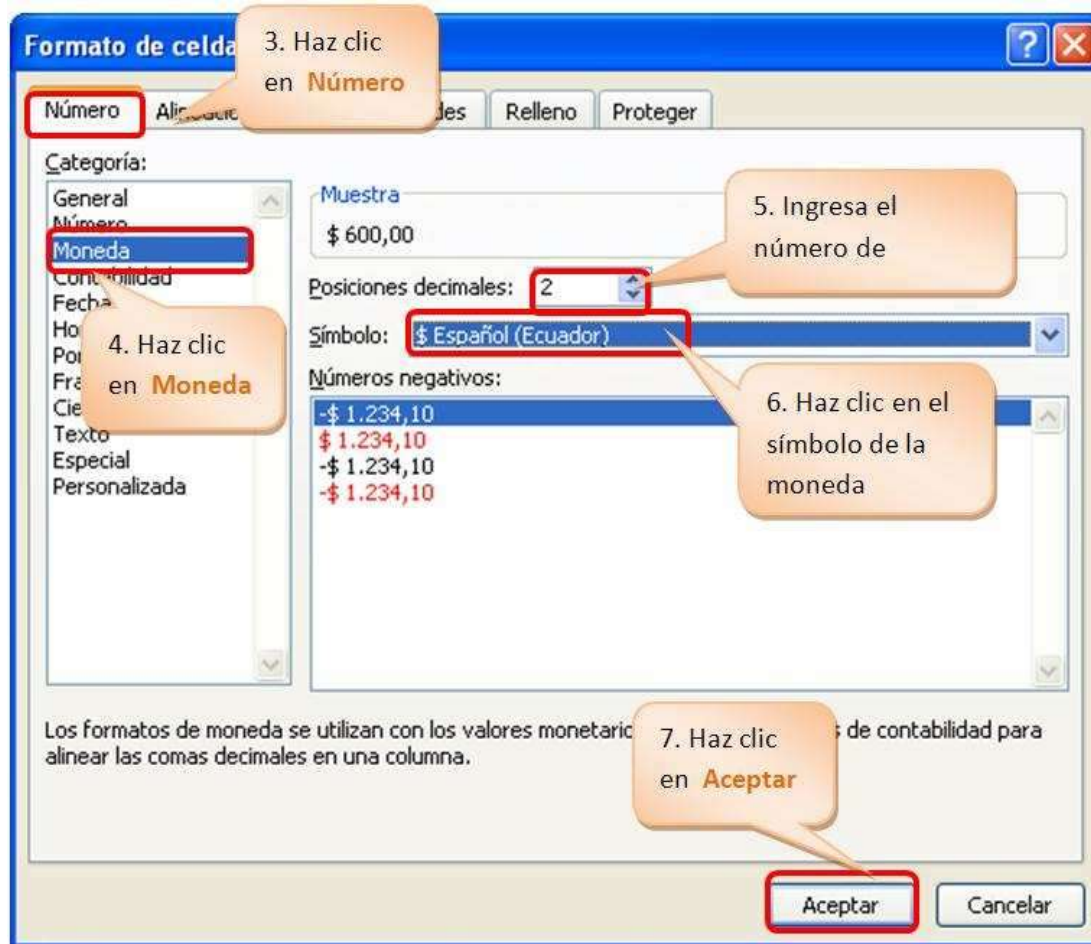 Formato de celda
3. Haz clic
en Número
Número
des
Relleno
Proteger
Categoría:
General
Número
Moneda
Contabilidad
Fecha
Texto
Especial
Personalizada
4. Haz clic
en Moneda
Muestra
$ 600,00
5. Ingresa el
número de
Posiciones decimales: 2
Símbolo: $ Español (Ecuador)
6. Haz clic en el
símbolo de la
moneda
Números negativos:
-$ 1.234,10
$ 1.234,10
-$ 1.234,10
-$ 1.234,10
Los formatos de moneda se utilizan con los valores monetario de contabilidad para
alinear las comas decimales en una columna.
7. Haz clic
en Aceptar
Aceptar
Cancelar